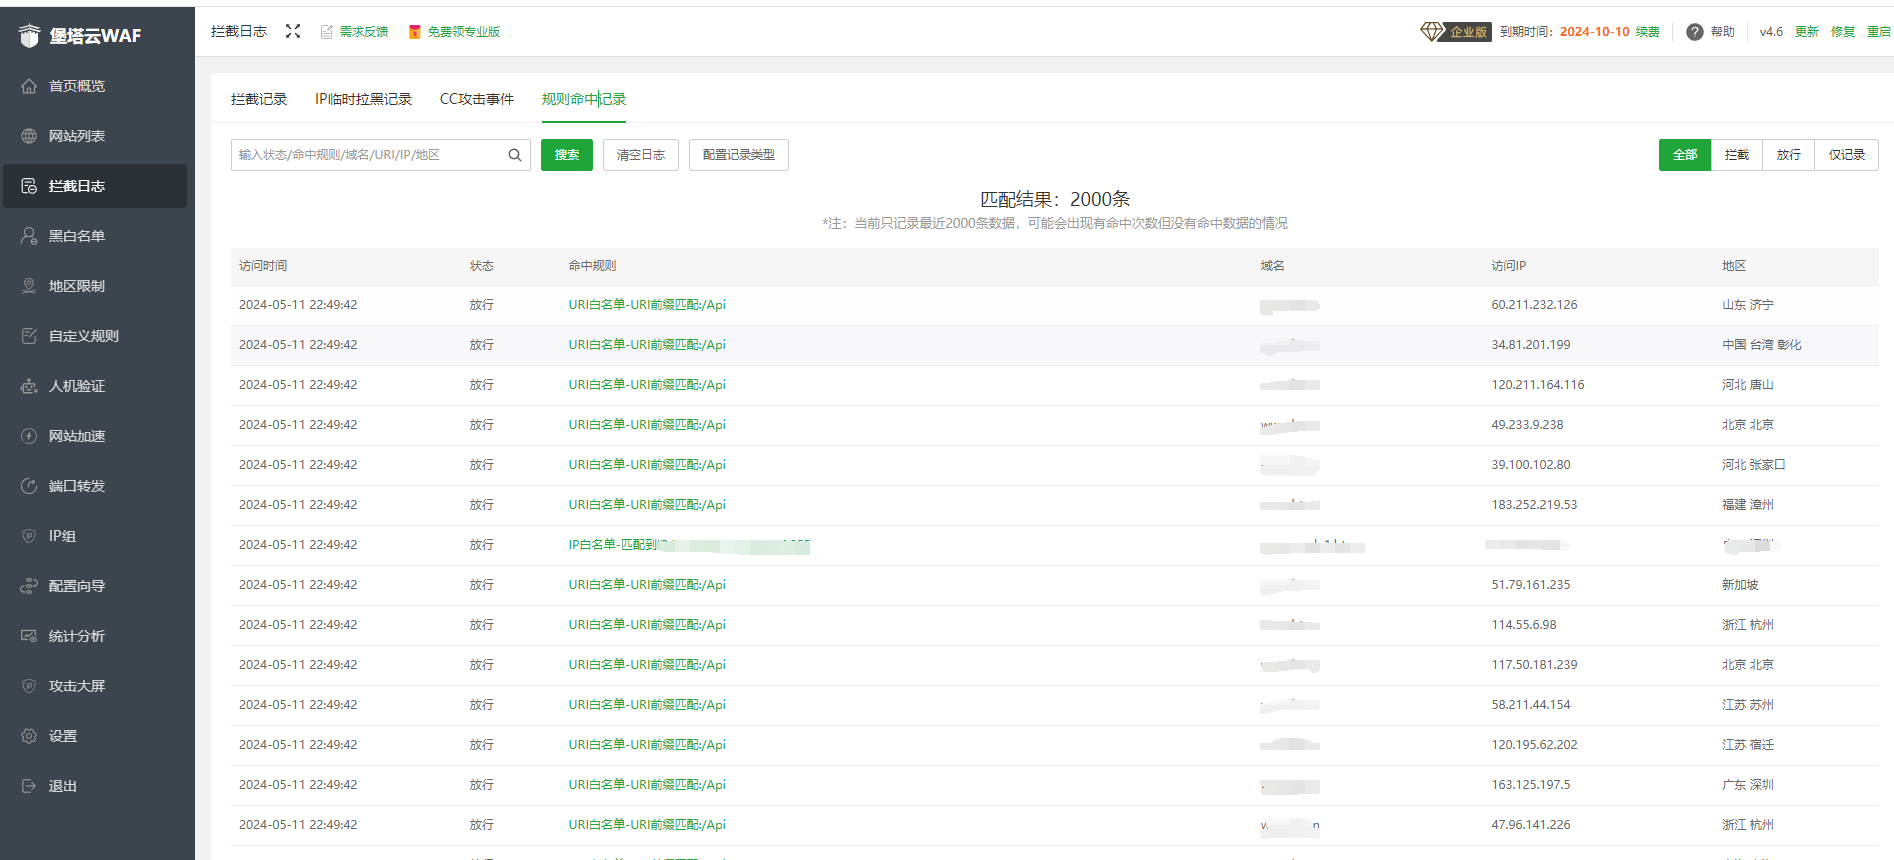 堡塔云WAF
首页概览
网站列表
拦截日志
黑白名单
地区限制
自定义规则
人机验证
网站加速
端口转发
IP组
配置向导
统计分析
攻击大屏
设置
退出
拦截日志 需求反馈 免费领专业版 企业版 到期时间：2024-10-10 续费 帮助 v4.6 更新 修复 重启
拦截记录 IP临时拉黑记录 CC攻击事件 规则命中记录
输入状态/命中规则/域名/URI/IP/地区 搜索 清空日志 配置记录类型 全部 拦截 放行 仅记录
匹配结果：2000条
*注：当前只记录最近2000条数据，可能会出现有命中次数但没有命中数据的情况
访问时间 状态 命中规则 域名 访问IP 地区
2024-05-11 22:49:42 放行 URI白名单-URI前缀匹配:/Api 60.211.232.126 山东 济宁
2024-05-11 22:49:42 放行 URI白名单-URI前缀匹配:/Api 34.81.201.199 中国 台湾 彰化
2024-05-11 22:49:42 放行 URI白名单-URI前缀匹配:/Api 120.211.164.116 河北 唐山
2024-05-11 22:49:42 放行 URI白名单-URI前缀匹配:/Api 49.233.9.238 北京 北京
2024-05-11 22:49:42 放行 URI白名单-URI前缀匹配:/Api 39.100.102.80 河北 张家口
2024-05-11 22:49:42 放行 URI白名单-URI前缀匹配:/Api 183.252.219.53 福建 漳州
2024-05-11 22:49:42 放行 IP白名单-匹配到
2024-05-11 22:49:42 放行 URI白名单-URI前缀匹配:/Api 51.79.161.235 新加坡
2024-05-11 22:49:42 放行 URI白名单-URI前缀匹配:/Api 114.55.6.98 浙江 杭州
2024-05-11 22:49:42 放行 URI白名单-URI前缀匹配:/Api 117.50.181.239 北京 北京
2024-05-11 22:49:42 放行 URI白名单-URI前缀匹配:/Api 58.211.44.154 江苏 苏州
2024-05-11 22:49:42 放行 URI白名单-URI前缀匹配:/Api 120.195.62.202 江苏 宿迁
2024-05-11 22:49:42 放行 URI白名单-URI前缀匹配:/Api 163.125.197.5 广东 深圳
2024-05-11 22:49:42 放行 URI白名单-URI前缀匹配:/Api 47.96.141.226 浙江 杭州